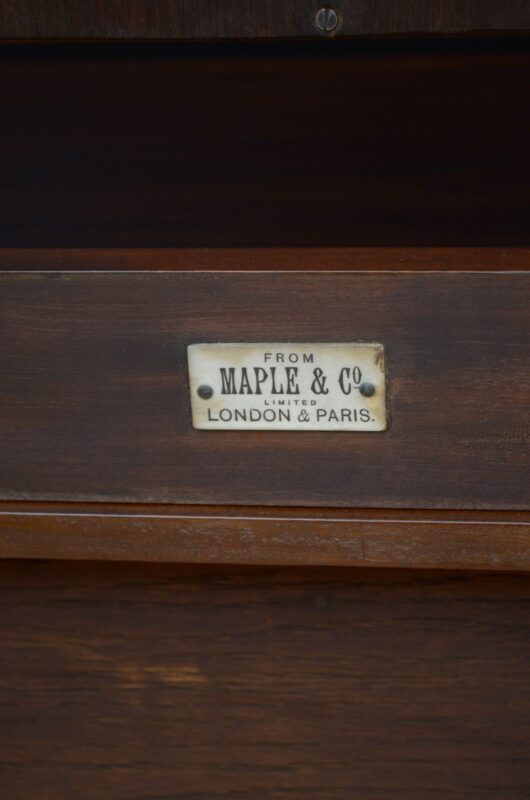 FROM
MAPLE & Cº
LIMITED
LONDON & PARIS.